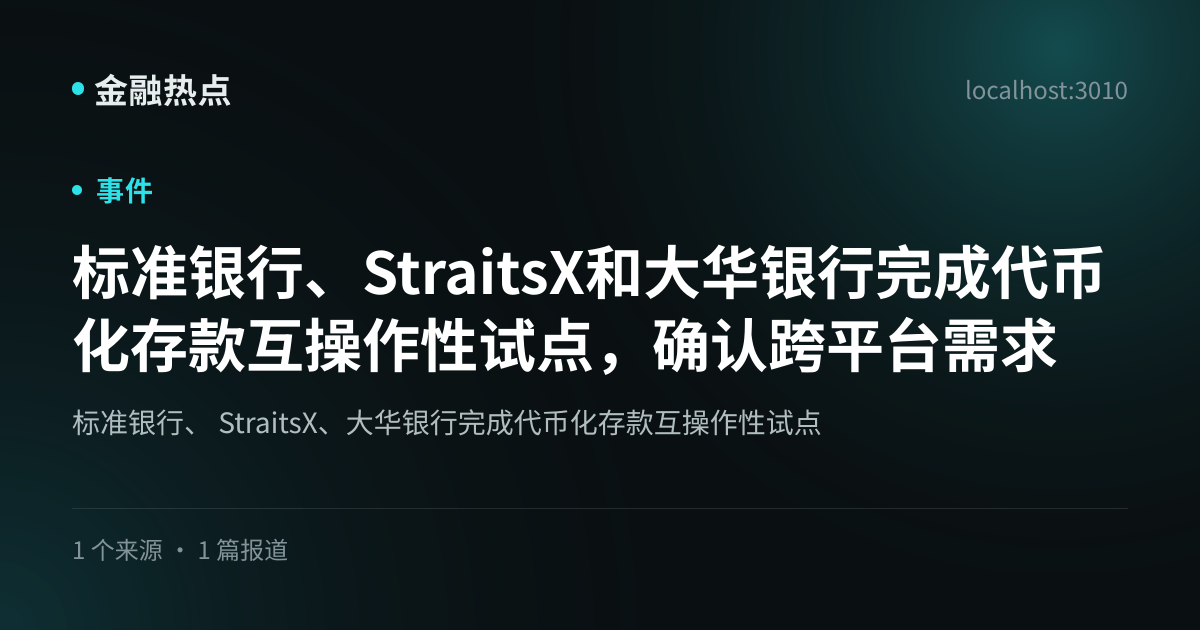 金融热点
localhost:3010
事件
标准银行、StraitsX和大华银行完成代币
化存款互操作性试点，确认跨平台需求
标准银行、 StraitsX、大华银行完成代币化存款互操作性试点
1 个来源 • 1 篇报道